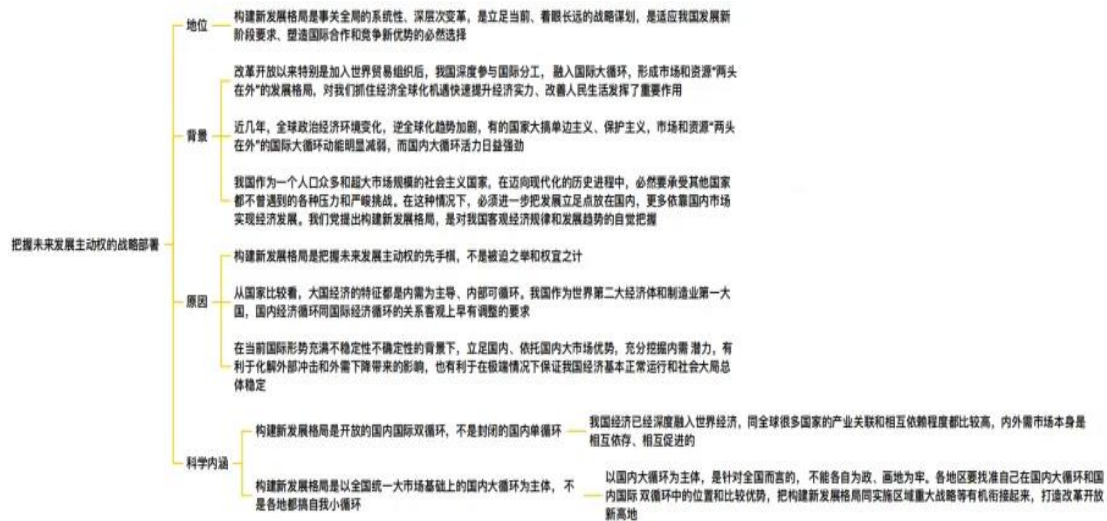 构建新发展格局是事关全局的系统性、深层次变革，是立足当前、着眼长远的战略谋划，是适应我国发展新
阶段要求、塑造国际合作和竞争新优势的必然选择
地位
改革开放以来特别是加入世界贸易组织后，我国深度参与国际分工， 融入国际大循环，形成市场和资源“两头
在外”的发展格局，对我们抓住经济全球化机遇快速提升经济实力、改善人民生活发挥了重要作用
背景
近几年，全球政治经济环境变化，逆全球化趋势加剧，有的国家大搞单边主义、保护主义，市场和资源“两头
在外”的国际大循环动能明显减弱，而国内大循环活力日益强劲
我国作为一个人口众多和超大市场规模的社会主义国家，在迈向现代化的历史进程中，必然要承受其他国家
都不曾遇到的各种压力和严峻挑战。在这种情况下，必须进一步把发展立足点放在国内，更多依靠国内市场
实现经济发展。我们党提出构建新发展格局，是对我国客观经济规律和发展趋势的自觉把握
把握未来发展主动权的战略部署
构建新发展格局是把握未来发展主动权的先手棋，不是被迫之举和权宜之计
原因
从国家比较看，大国经济的特征都是内需为主导、内部可循环。我国作为世界第二大经济体和制造业第一大
国，国内经济循环同国际经济循环的关系客观上早有调整的要求
在当前国际形势充满不稳定性不确定性的背景下，立足国内、依托国内大市场优势，充分挖掘内需 潜力，有
利于化解外部冲击和外需下降带来的影响，也有利于在极端情况下保证我国经济基本正常运行和社会大局总
体稳定
科学内涵
构建新发展格局是开放的国内国际双循环，不是封闭的国内单循环
我国经济已经深度融入世界经济，同全球很多国家的产业关联和相互依赖程度都比较高，内外需市场本身是
相互依存、相互促进的
构建新发展格局是以全国统一大市场基础上的国内大循环为主体， 不
是各地都搞自我小循环
以国内大循环为主体，是针对全国而言的， 不能各自为政、画地为牢。各地区要找准自己在国内大循环和国
内国际 双循环中的位置和比较优势，把构建新发展格局同实施区域重大战略等有机衔接起来，打造改革开放
新高地